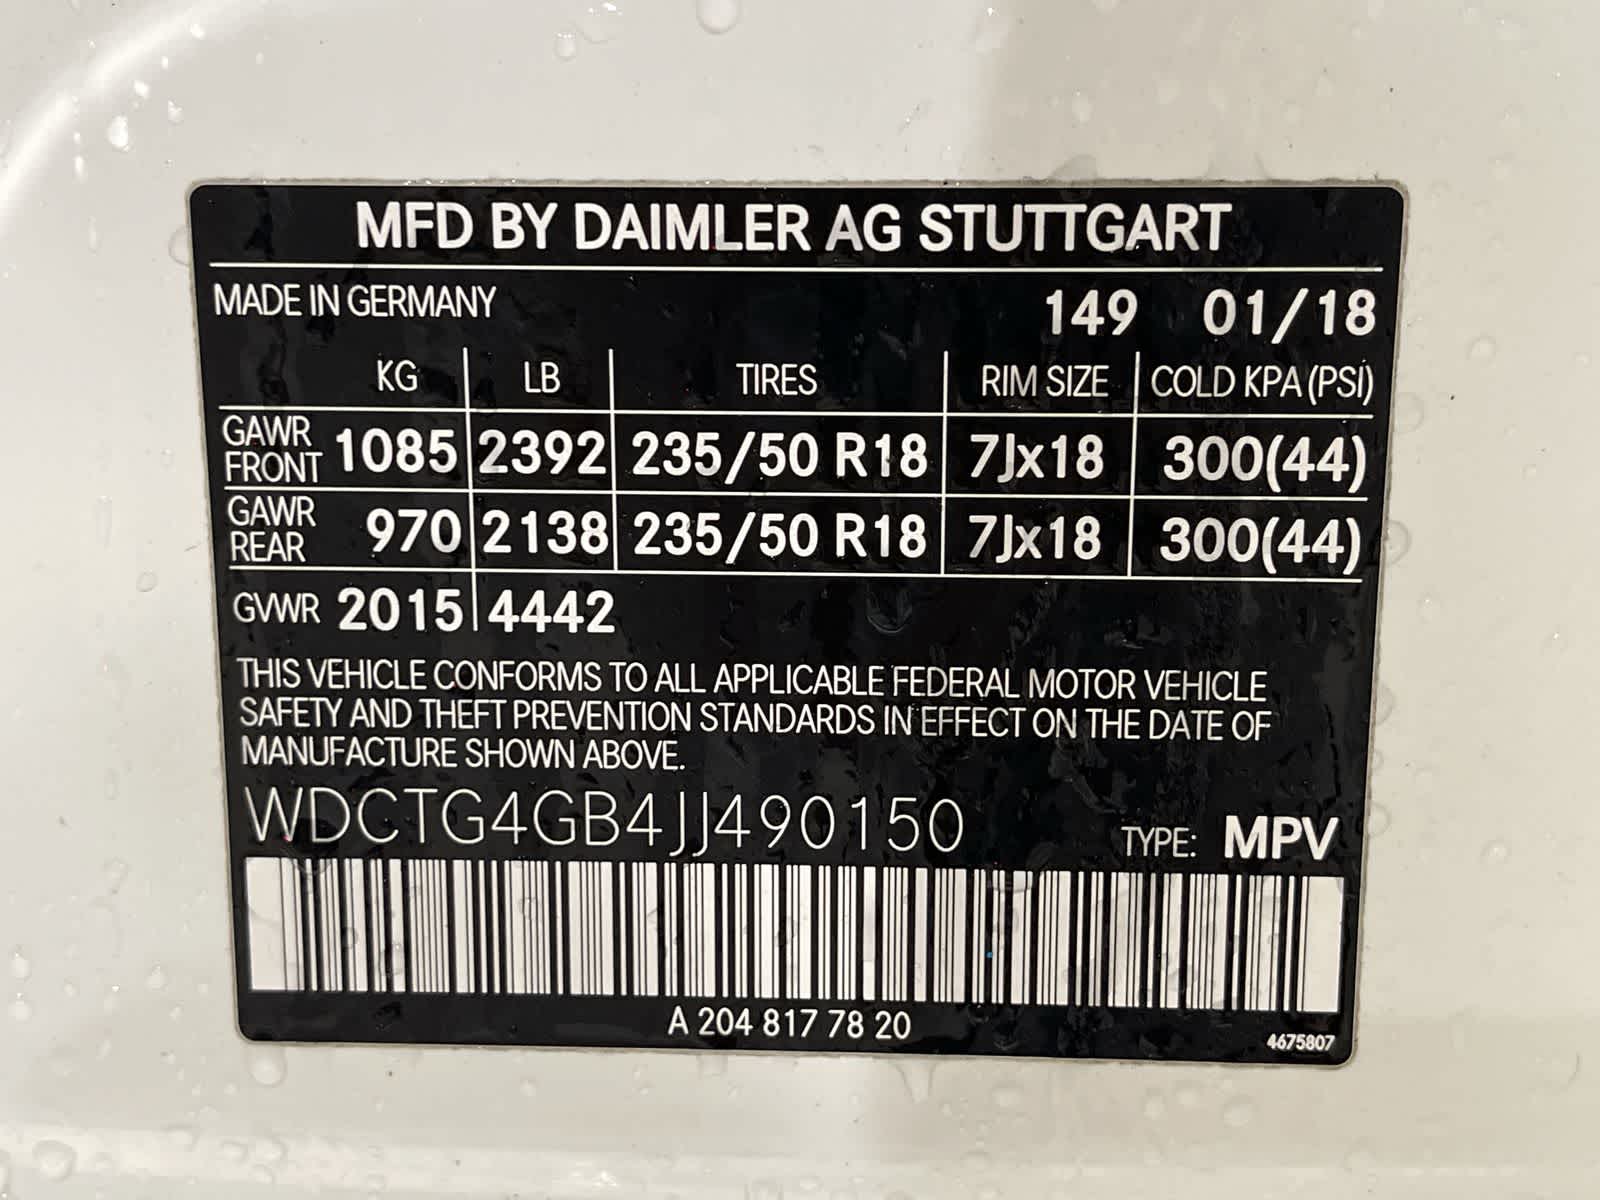 MFD BY DAIMLER AG STUTTGART
MADE IN GERMANY 149 01/18
KG LB TIRES RIM SIZE COLD KPA (PSI)
GAWR FRONT 1085 2392 235/50 R18 7Jx18 300(44)
GAWR REAR 970 2138 235/50 R18 7Jx18 300(44)
GVWR 2015 4442
THIS VEHICLE CONFORMS TO ALL APPLICABLE FEDERAL MOTOR VEHICLE
SAFETY AND THEFT PREVENTION STANDARDS IN EFFECT ON THE DATE OF
MANUFACTURE SHOWN ABOVE.
WDCTG4GB4JJ490150 TYPE: MPV
A 204 817 78 20
4675807